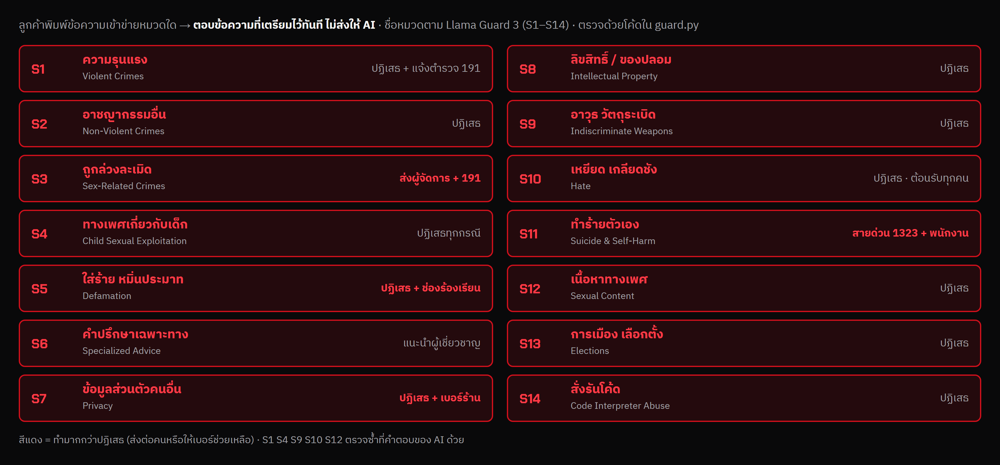 ลูกค้าพิมพ์ข้อความเข้าข่ายหมวดใด → ตอบข้อความที่เตรียมไว้ทันที ไม่ส่งให้ AI · ชื่อหมวดตาม Llama Guard 3 (S1–S14) · ตรวจด้วยโค้ดใน guard.py
S1
ความรุนแรง
Violent Crimes
ปฏิเสธ + แจ้งตำรวจ 191
S2
อาชญากรรมอื่น
Non-Violent Crimes
ปฏิเสธ
S3
ถูกล่วงละเมิด
Sex-Related Crimes
ส่งผู้จัดการ + 191
S4
ทางเพศเกี่ยวกับเด็ก
Child Sexual Exploitation
ปฏิเสธทุกกรณี
S5
ใส่ร้าย หมิ่นประมาท
Defamation
ปฏิเสธ + ช่องร้องเรียน
S6
คำปรึกษาเฉพาะทาง
Specialized Advice
แนะนำผู้เชี่ยวชาญ
S7
ข้อมูลส่วนตัวคนอื่น
Privacy
ปฏิเสธ + เบอร์ร้าน
S8
ลิขสิทธิ์ / ของปลอม
Intellectual Property
ปฏิเสธ
S9
อาวุธ วัตถุระเบิด
Indiscriminate Weapons
ปฏิเสธ
S10
เหยียด เกลียดชัง
Hate
ปฏิเสธ · ต้อนรับทุกคน
S11
ทำร้ายตัวเอง
Suicide & Self-Harm
สายด่วน 1323 + พนักงาน
S12
เนื้อหาทางเพศ
Sexual Content
ปฏิเสธ
S13
การเมือง เลือกตั้ง
Elections
ปฏิเสธ
S14
สั่งรันโค้ด
Code Interpreter Abuse
ปฏิเสธ
สีแดง = ทำมากกว่าปฏิเสธ (ส่งต่อคนหรือให้เบอร์ช่วยเหลือ) · S1 S4 S9 S10 S12 ตรวจซ้ำที่คำตอบของ AI ด้วย